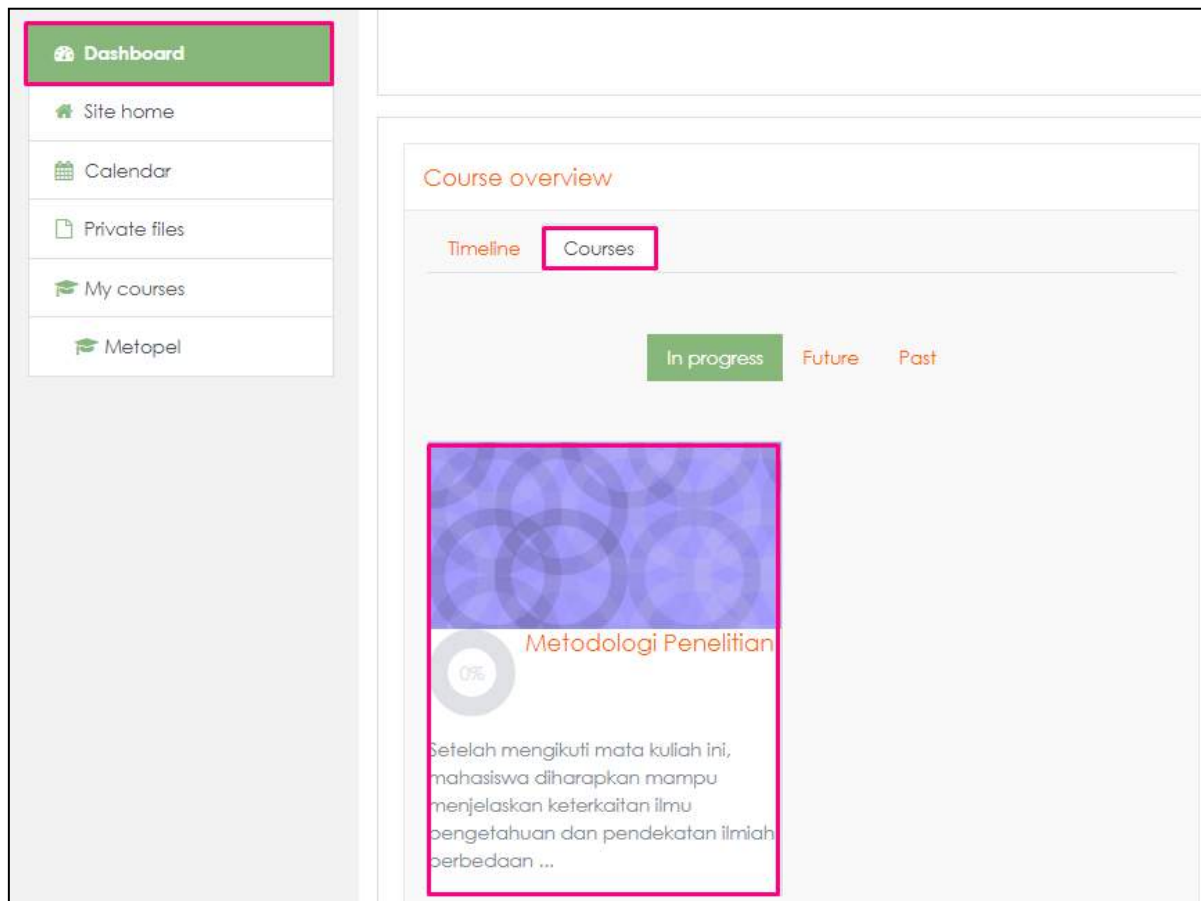 Dashboard
Site home
Calendar
Private files
My courses
Metopel
Course overview
Timeline Courses
In progress Future Past
Metodologi Penelitian
0%
Setelah mengikuti mata kuliah ini,
mahasiswa diharapkan mampu
menjelaskan keterkaitan ilmu
pengetahuan dan pendekatan ilmiah
perbedaan ...